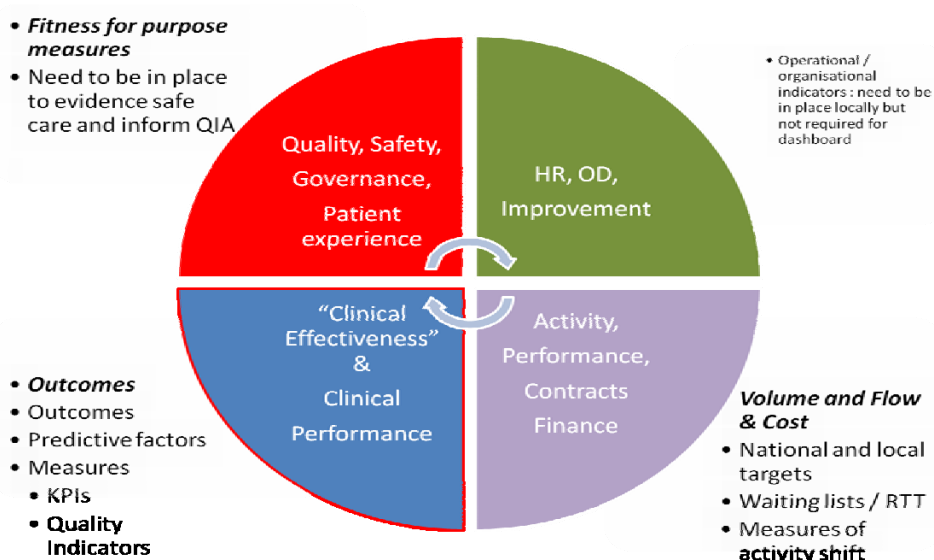 • Fitness for purpose
measures
• Need to be in place
to evidence safe
care and inform QIA
Quality, Safety,
Governance,
Patient
experience
HR, OD,
Improvement
• Operational /
organisational
indicators : need to be
in place locally but
not required for
dashboard
“Clinical
Effectiveness”
&
Clinical
Performance
Activity,
Performance,
Contracts
Finance
• Outcomes
• Outcomes
• Predictive factors
• Measures
• KPIs
• Quality
Indicators
Volume and Flow
& Cost
• National and local
targets
• Waiting lists / RTT
• Measures of
activity shift